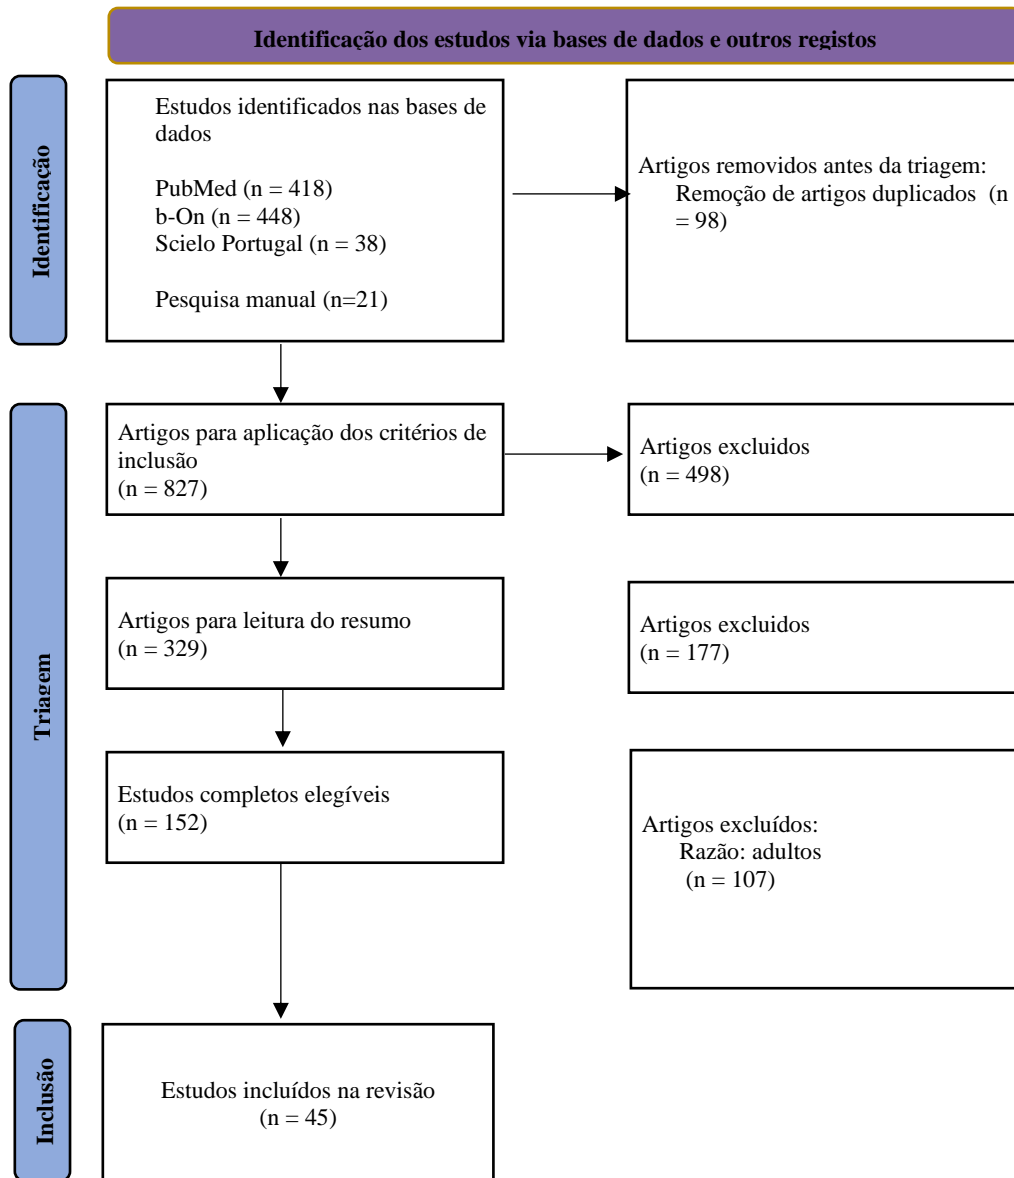 Identificação dos estudos via bases de dados e outros registos
Identificação
Estudos identificados nas bases de
dados
PubMed (n = 418)
b-On (n = 448)
Scielo Portugal (n = 38)
Pesquisa manual (n=21)
Artigos removidos antes da triagem:
Remoção de artigos duplicados (n
= 98)
Triagem
Artigos para aplicação dos critérios de
inclusão
(n = 827)
Artigos excluidos
(n = 498)
Artigos para leitura do resumo
(n = 329)
Artigos excluidos
(n = 177)
Estudos completos elegíveis
(n = 152)
Artigos excluídos:
Razão: adultos
(n = 107)
Inclusão
Estudos incluídos na revisão
(n = 45)